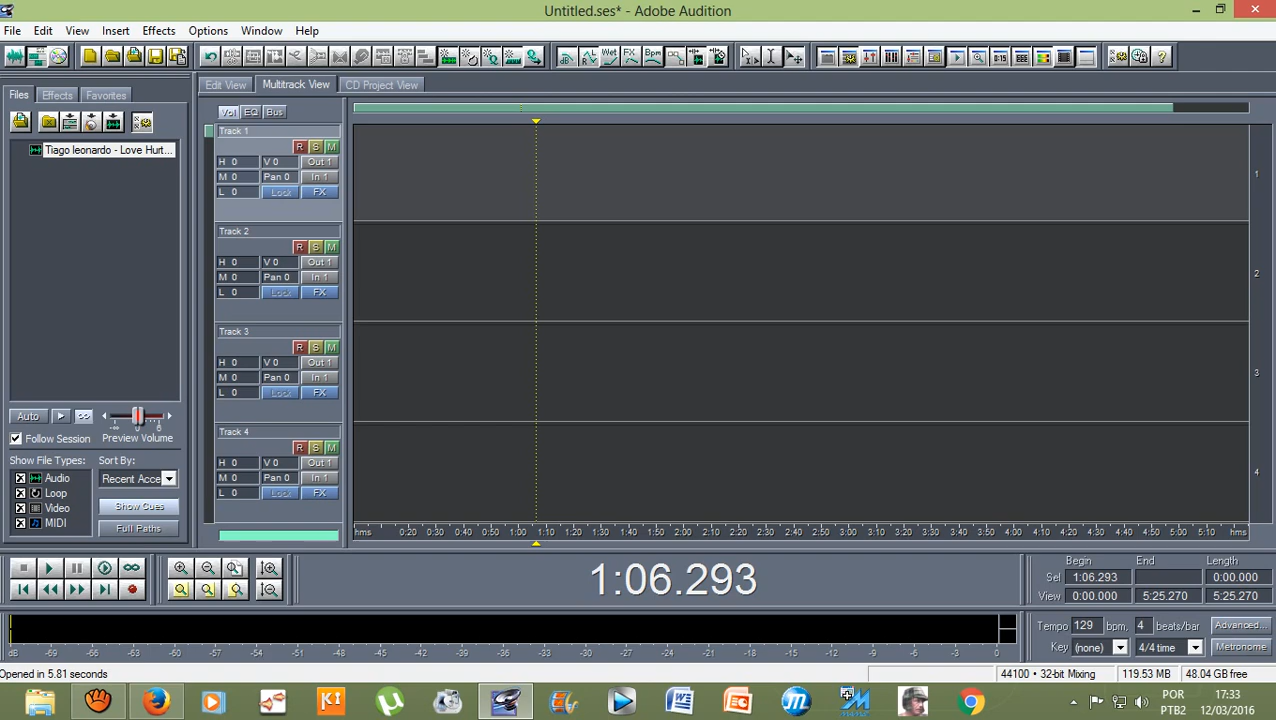 Untitled.ses* - Adobe Audition
File Edit View Insert Effects Options Window Help
Edit View Multitrack View CD Project View
Files Effects Favorites
Tiago leonardo - Love Hurt...
Auto
Follow Session Preview Volume
Show File Types: Sort By:
Audio Recent Acce
Loop
Video Show Cues
MIDI Full Paths
Vol EQ Bus
Track 1
R S M
H 0 V 0 Out 1
M 0 Pan 0 In 1
L 0 Lock FX
1
Track 2
R S M
H 0 V 0 Out 1
M 0 Pan 0 In 1
L 0 Lock FX
2
Track 3
R S M
H 0 V 0 Out 1
M 0 Pan 0 In 1
L 0 Lock FX
3
Track 4
R S M
H 0 V 0 Out 1
M 0 Pan 0 In 1
L 0 Lock FX
4
hms 0:20 0:30 0:40 0:50 1:00 1:10 1:20 1:30 1:40 1:50 2:00 2:10 2:20 2:30 2:40 2:50 3:00 3:10 3:20 3:30 3:40 3:50 4:00 4:10 4:20 4:30 4:40 4:50 5:00 5:10 hms
1:06.293
Begin End Length
Sel 1:06.293 0:00.000
View 0:00.000 5:25.270 5:25.270
Tempo 129 bpm, 4 beats/bar Advanced...
Key (none) 4/4 time Metronome
dB -69 -66 -63 -60 -57 -54 -51 -48 -45 -42 -39 -36 -33 -30 -27 -24 -21 -18 -15 -12 -9 -6 -3 0
Opened in 5.81 seconds
44100 • 32-bit Mixing 119.53 MB 48.04 GB free
POR 17:33
PTB2 12/03/2016